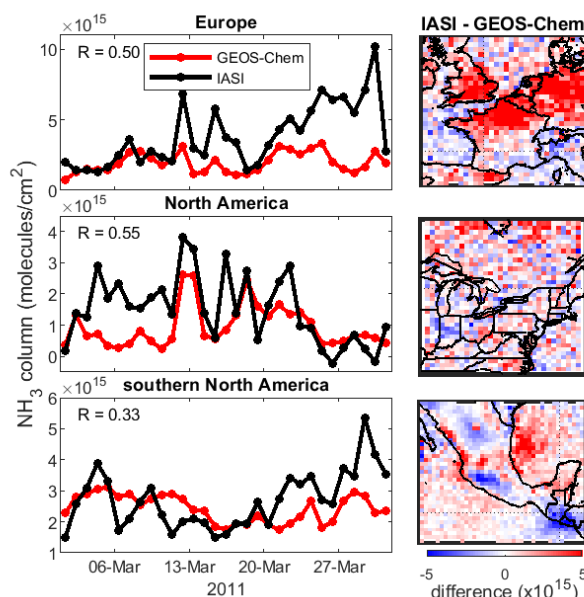 Europe
IASI - GEOS-Chem
×10^15
R = 0.50
GEOS-Chem
IASI
10
5
0
North America
×10^15
R = 0.55
4
3
2
1
0
NH3 column (molecules/cm²)
southern North America
×10^15
R = 0.33
6
5
4
3
2
1
06-Mar 13-Mar 20-Mar 27-Mar
2011
-5 0 5
difference (×10^15